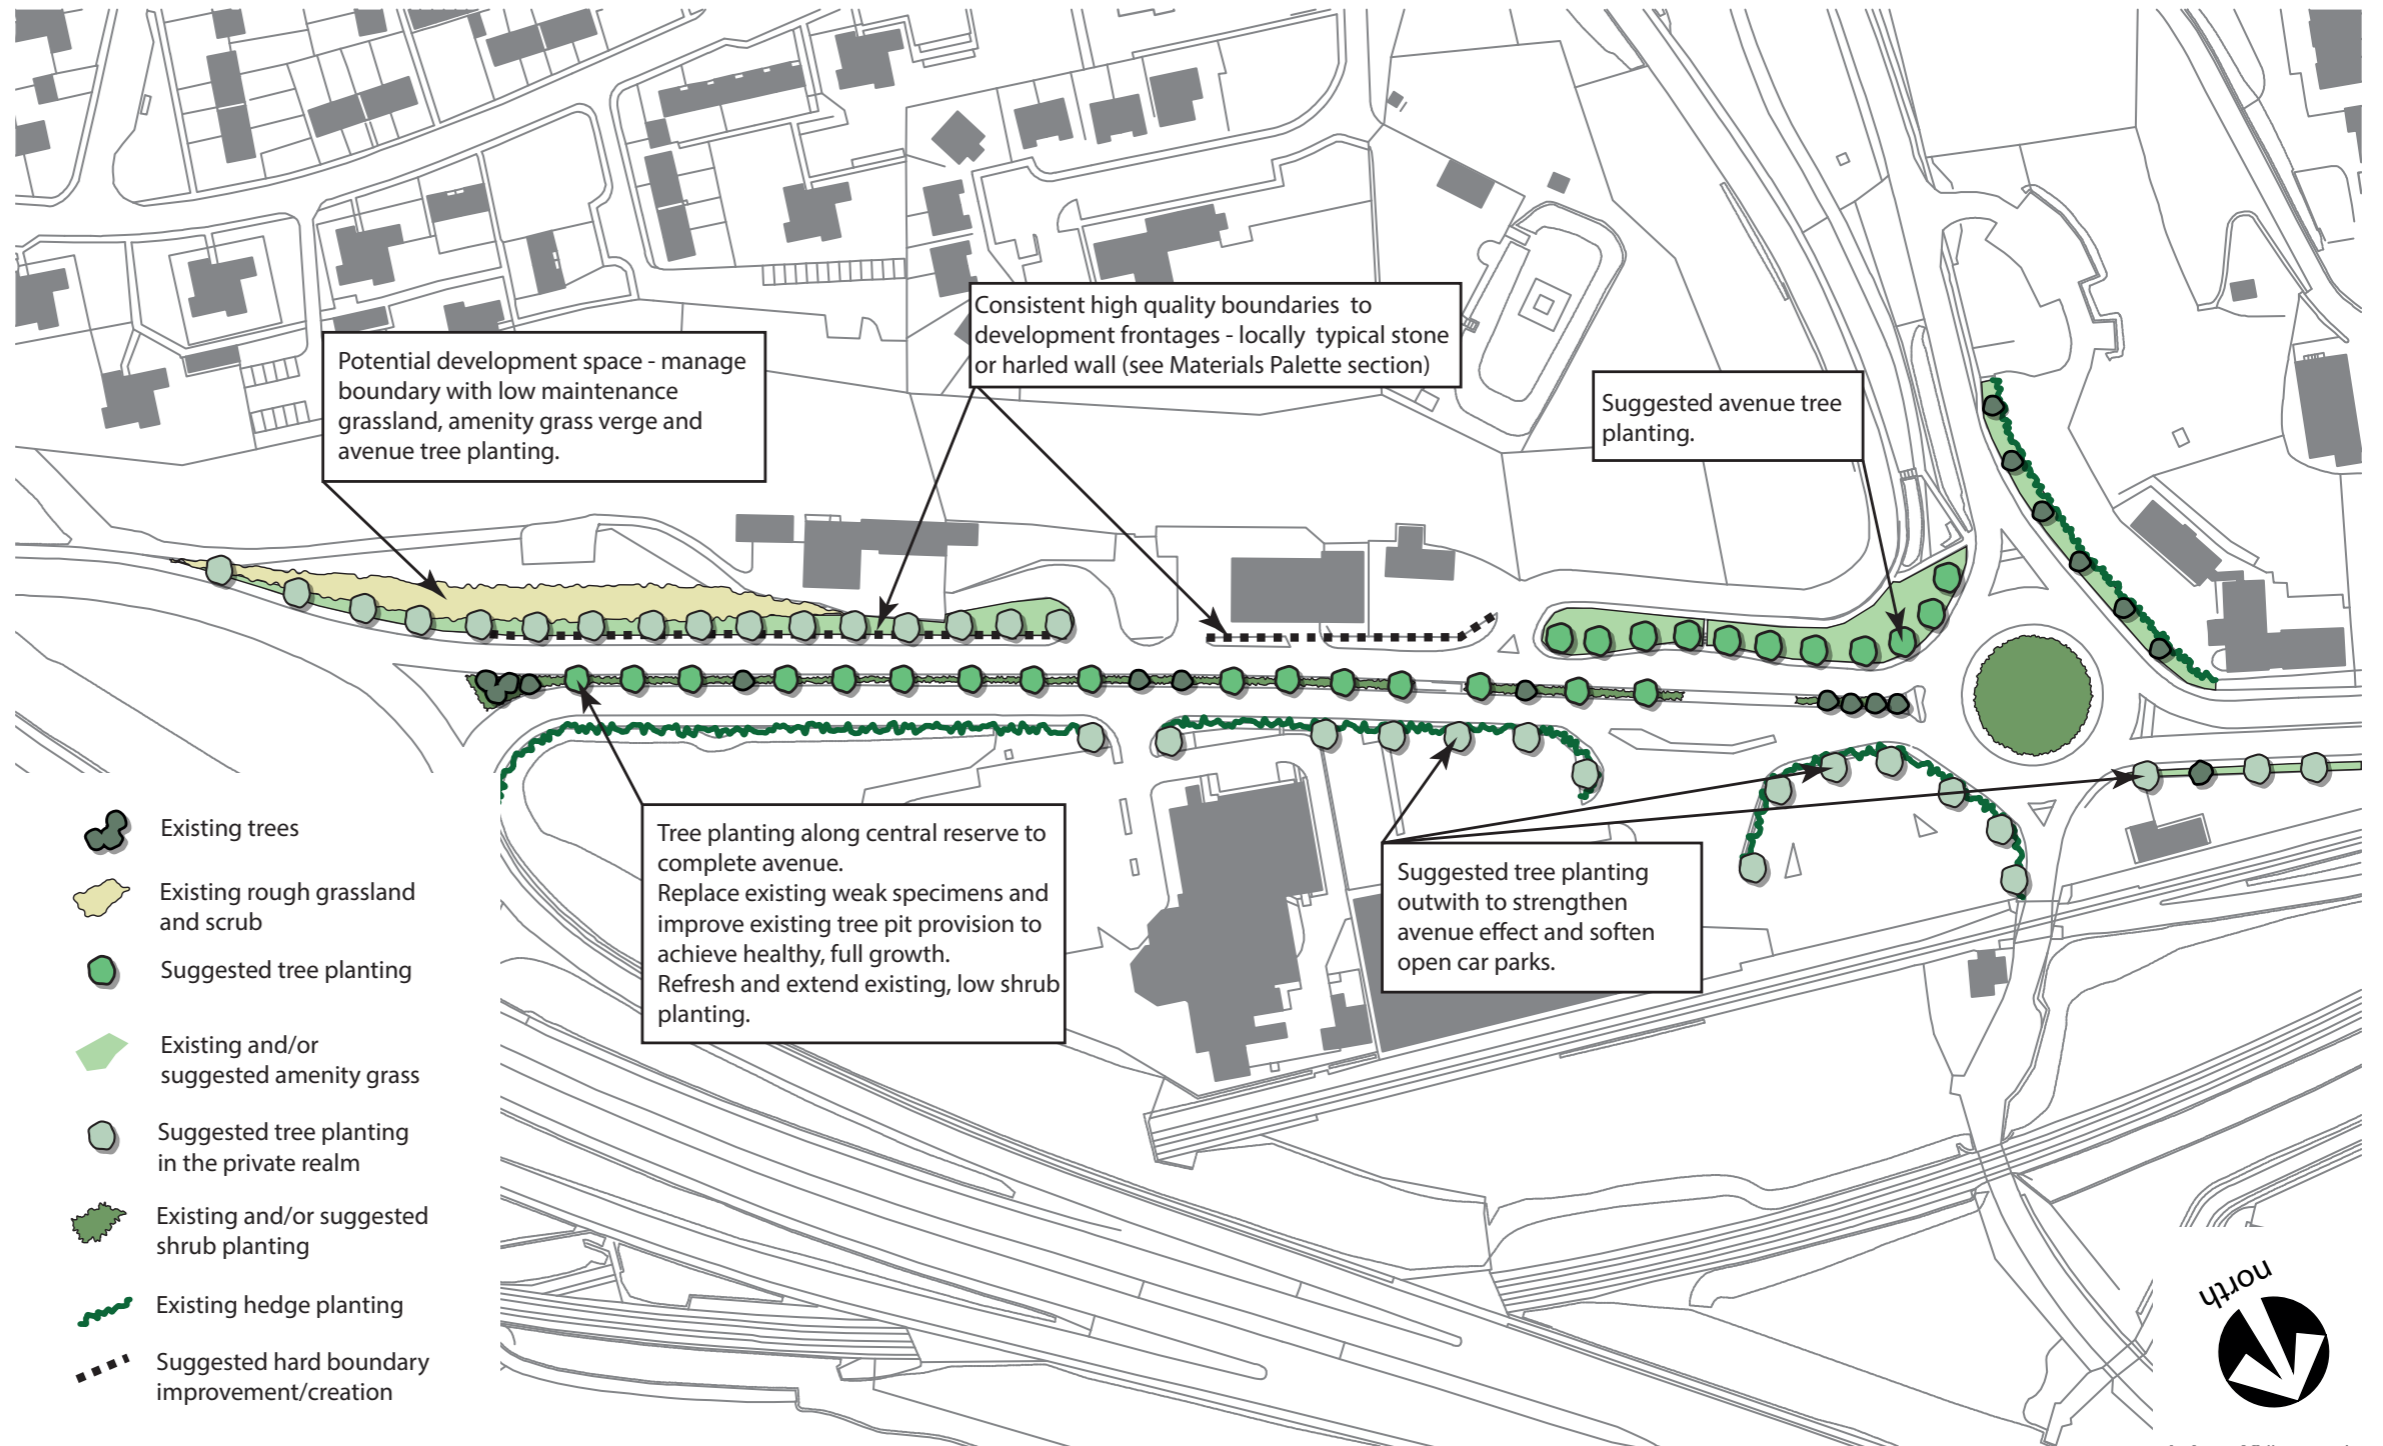 Consistent high quality boundaries to
development frontages - locally typical stone
or harled wall (see Materials Palette section)
Potential development space - manage
boundary with low maintenance
grassland, amenity grass verge and
avenue tree planting.
Suggested avenue tree
planting.
Tree planting along central reserve to
complete avenue.
Replace existing weak specimens and
improve existing tree pit provision to
achieve healthy, full growth.
Refresh and extend existing, low shrub
planting.
Suggested tree planting
outwith to strengthen
avenue effect and soften
open car parks.
Existing trees
Existing rough grassland
and scrub
Suggested tree planting
Existing and/or
suggested amenity grass
Suggested tree planting
in the private realm
Existing and/or suggested
shrub planting
Existing hedge planting
Suggested hard boundary
improvement/creation
north